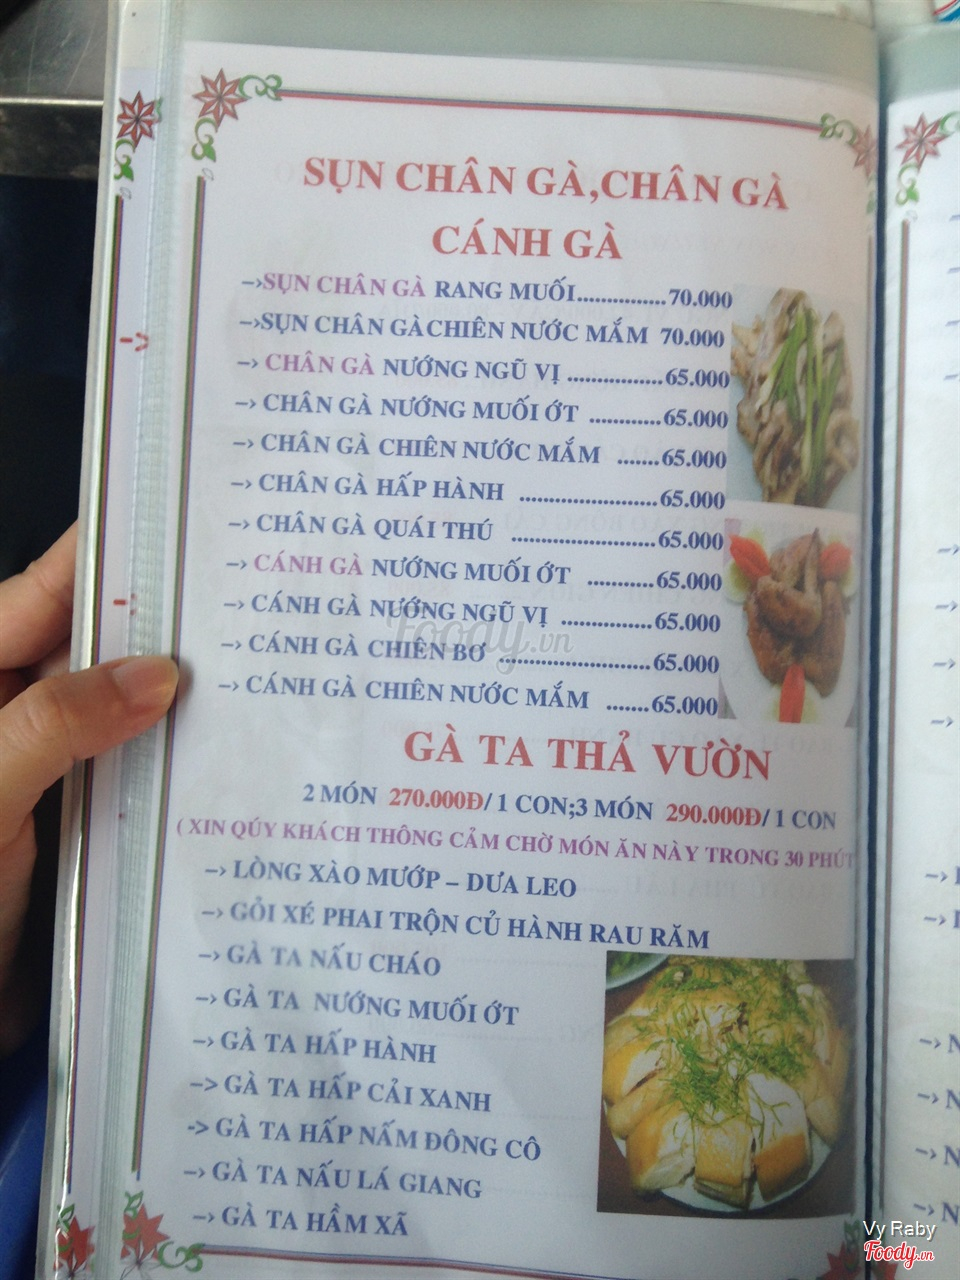 SỤN CHÂN GÀ,CHÂN GÀ
CÁNH GÀ
–›SỤN CHÂN GÀ RANG MUỐI...............70.000
–›SỤN CHÂN GÀCHIÊN NƯỚC MẮM 70.000
–› CHÂN GÀ NƯỚNG NGŨ VỊ ................65.000
–› CHÂN GÀ NƯỚNG MUỐI ỚT ............65.000
–› CHÂN GÀ CHIÊN NƯỚC MẮM .......65.000
–› CHÂN GÀ HẤP HÀNH .......................65.000
–› CHÂN GÀ QUÁI THÚ ........................65.000
–› CÁNH GÀ NƯỚNG MUỐI ỚT ...........65.000
–› CÁNH GÀ NƯỚNG NGŨ VỊ ...............65.000
–› CÁNH GÀ CHIÊN BƠ .........................65.000
–› CÁNH GÀ CHIÊN NƯỚC MẮM .......65.000
GÀ TA THẢ VƯỜN
2 MÓN 270.000Đ/ 1 CON;3 MÓN 290.000Đ/ 1 CON
( XIN QÚY KHÁCH THÔNG CẢM CHỜ MÓN ĂN NÀY TRONG 30 PHÚT
–› LÒNG XÀO MƯỚP – DƯA LEO
–› GỎI XÉ PHAI TRỘN CỦ HÀNH RAU RĂM
–› GÀ TA NẤU CHÁO
–› GÀ TA NƯỚNG MUỐI ỚT
–› GÀ TA HẤP HÀNH
–> GÀ TA HẤP CẢI XANH
-> GÀ TA HẤP NẤM ĐÔNG CÔ
–› GÀ TA NẤU LÁ GIANG
–› GÀ TA HẦM XÃ
Foody.vn
Vy Raby
Foody.vn